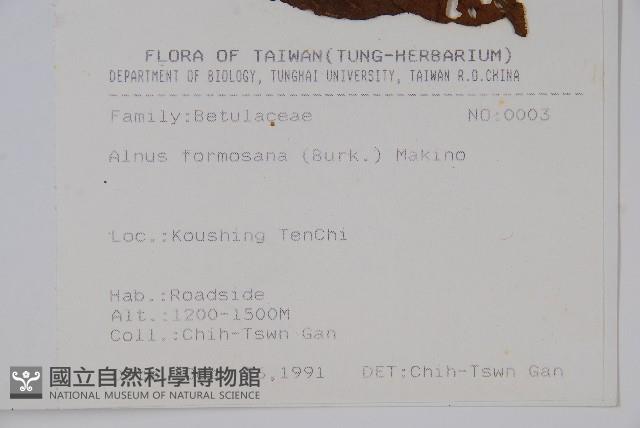 FLORA OF TAIWAN(TUNG-HERBARIUM)
DEPARTMENT OF BIOLOGY, TUNGHAI UNIVERSITY, TAIWAN R.O.CHINA
Family:Betulaceae NO:0003
Alnus formosana (Burk.) Makino
Loc.:Koushing TenChi
Hab.:Roadside
Alt.:1200-1500M
Coll.:Chih-Tswn Gan
,1991 DET:Chih-Tswn Gan
國立自然科學博物館
NATIONAL MUSEUM OF NATURAL SCIENCE